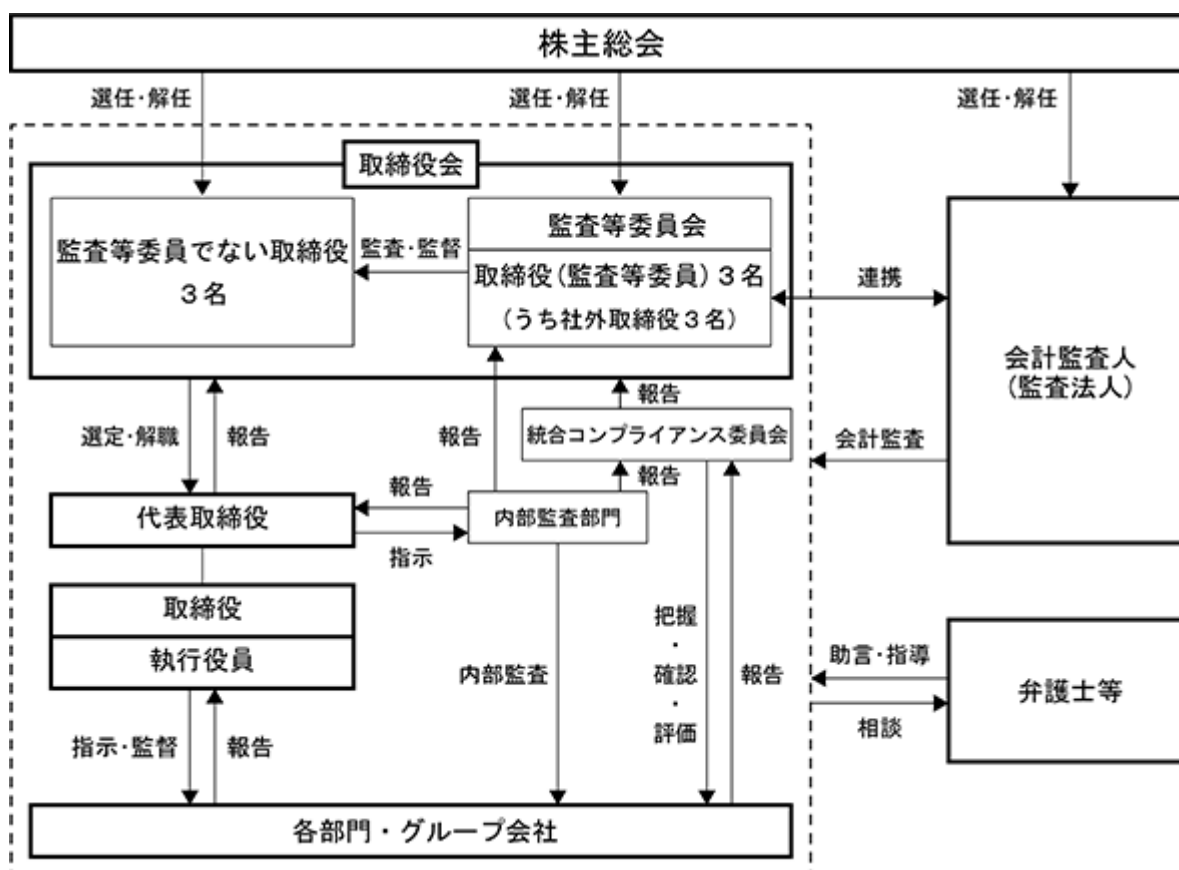 株主総会
選任・解任
選任・解任
選任・解任
取締役会
監査等委員でない取締役
３名
監査・監督
監査等委員会
取締役(監査等委員)３名
(うち社外取締役３名)
連携
会計監査人
(監査法人)
選定・解職
報告
報告
報告
統合コンプライアンス委員会
会計監査
報告
代表取締役
報告
指示
内部監査部門
取締役
執行役員
内部監査
把握
・
確認
・
評価
報告
助言・指導
相談
弁護士等
指示・監督
報告
各部門・グループ会社